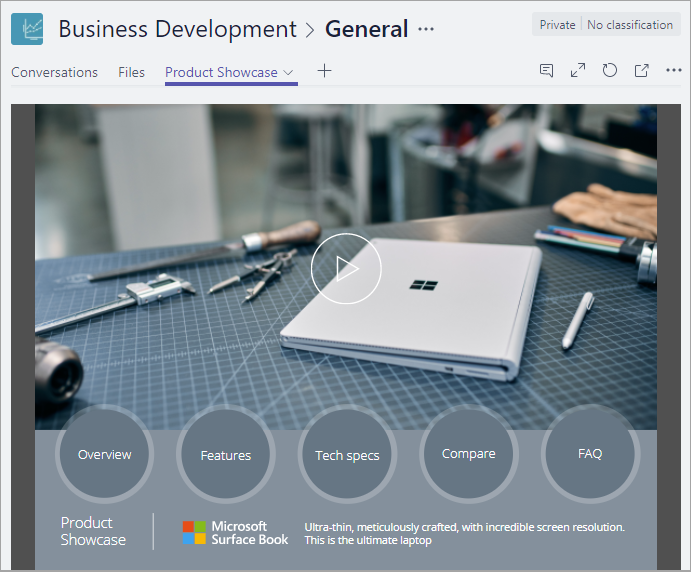 Business Development > General ...
Private | No classification
Conversations Files Product Showcase
Overview Features Tech specs Compare FAQ
Product
Showcase
Microsoft
Surface Book
Ultra-thin, meticulously crafted, with incredible screen resolution.
This is the ultimate laptop